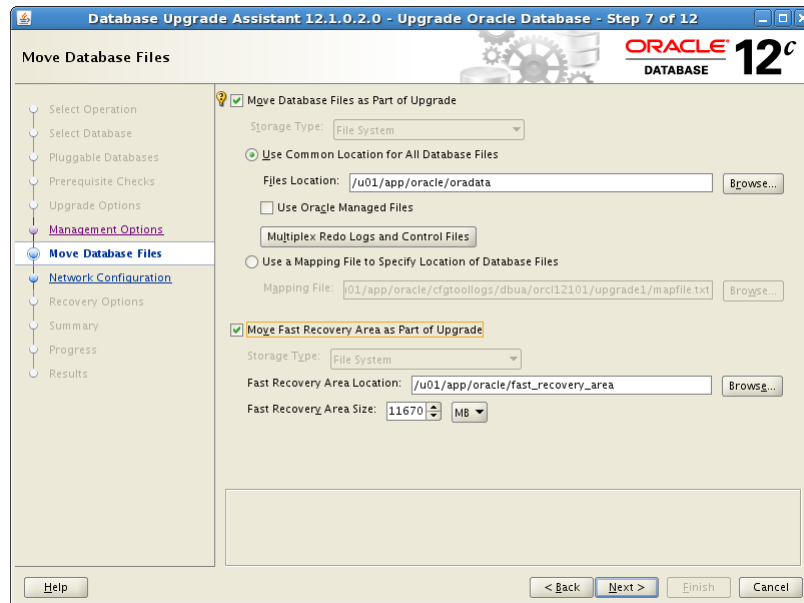 Database Upgrade Assistant 12.1.0.2.0 - Upgrade Oracle Database - Step 7 of 12
Move Database Files
ORACLE
DATABASE
12c
Select Operation
Select Database
Pluggable Databases
Prerequisite Checks
Upgrade Options
Management Options
Move Database Files
Network Configuration
Recovery Options
Summary
Progress
Results
Move Database Files as Part of Upgrade
Storage Type: File System
Use Common Location for All Database Files
Files Location: /u01/app/oracle/oradata Browse...
Use Oracle Managed Files
Multiplex Redo Logs and Control Files
Use a Mapping File to Specify Location of Database Files
Mapping File: 01/app/oracle/cfgtoollogs/dbua/orcl12101/upgrade1/mapfile.txt Browse...
Move Fast Recovery Area as Part of Upgrade
Storage Type: File System
Fast Recovery Area Location: /u01/app/oracle/fast_recovery_area Browse...
Fast Recovery Area Size: 11670 MB
Help < Back Next > Finish Cancel